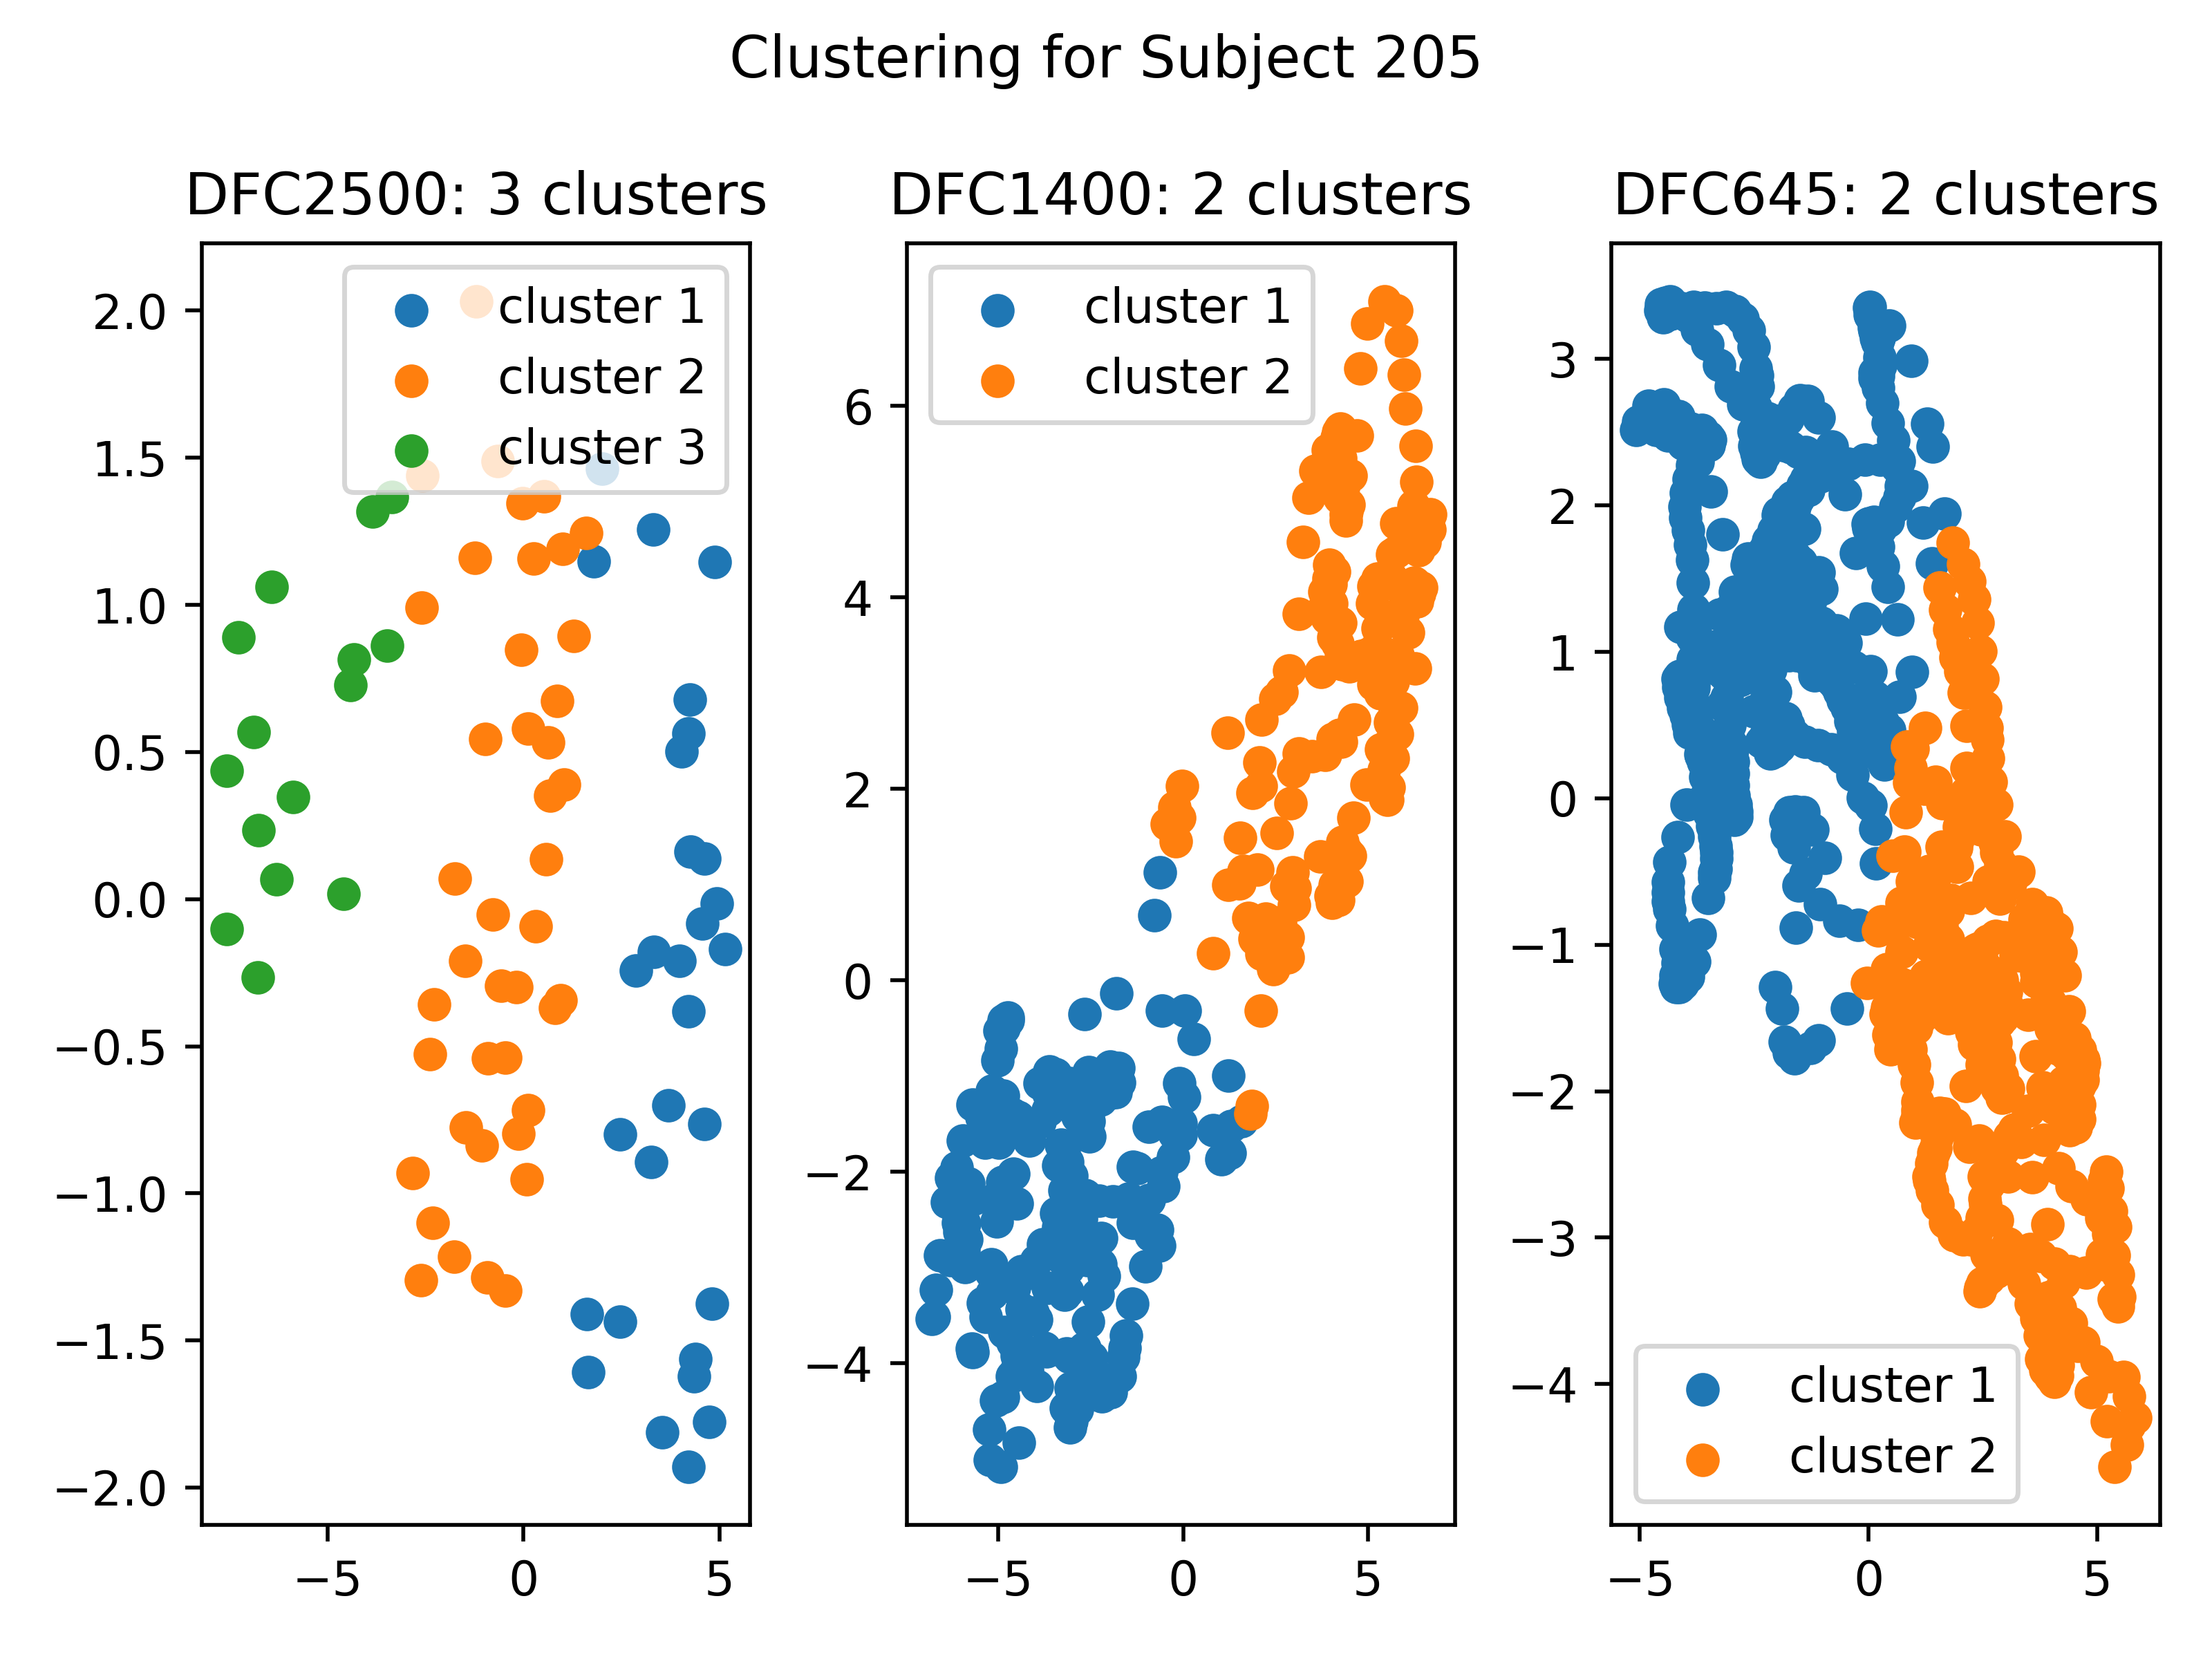 Clustering for Subject 205
DFC2500: 3 clusters
cluster 1
cluster 2
cluster 3
2.0
1.5
1.0
0.5
0.0
−0.5
−1.0
−1.5
−2.0
−5 0 5
DFC1400: 2 clusters
cluster 1
cluster 2
6
4
2
0
−2
−4
−5 0 5
DFC645: 2 clusters
3
2
1
0
−1
−2
−3
−4
cluster 1
cluster 2
−5 0 5